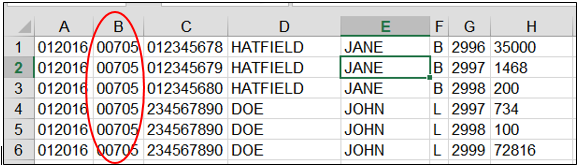 A B C D E F G H
1 012016 00705 012345678 HATFIELD JANE B 2996 35000
2 012016 00705 012345679 HATFIELD JANE B 2997 1468
3 012016 00705 012345680 HATFIELD JANE B 2998 200
4 012016 00705 234567890 DOE JOHN L 2997 734
5 012016 00705 234567890 DOE JOHN L 2998 100
6 012016 00705 234567890 DOE JOHN L 2999 72816